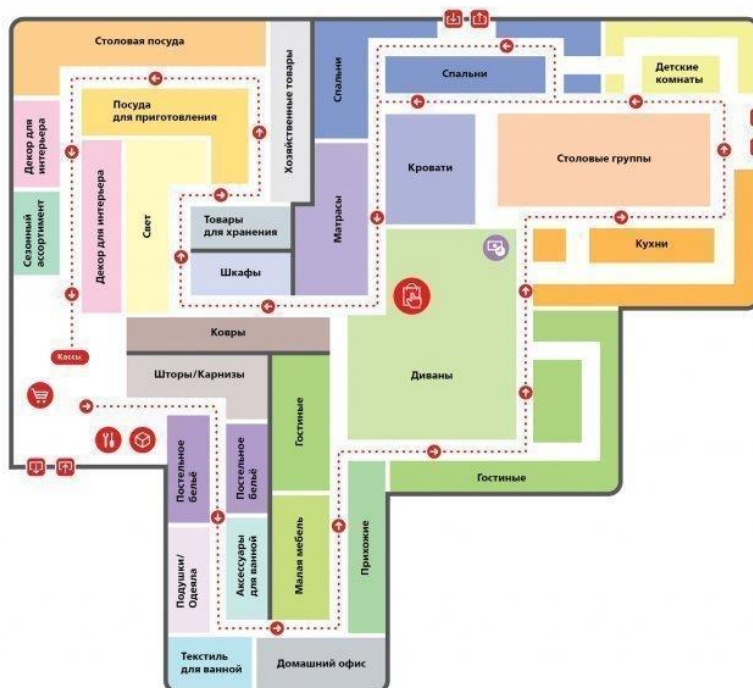 Столовая посуда
Посуда
для приготовления
Хозяйственные товары
Спальни
Спальни
Детские
комнаты
Декор для
интерьера
Декор для интерьера
Свет
Сезонный
ассортимент
Товары
для хранения
Шкафы
Матрасы
Кровати
Столовые группы
Кухни
Диваны
Ковры
Кассы
Шторы/Карнизы
Гостиные
Гостиные
Постельное
бельё
Постельное
бельё
Подушки/
Одеяла
Аксессуары
для ванной
Малая мебель
Прихожие
Текстиль
для ванной
Домашний офис